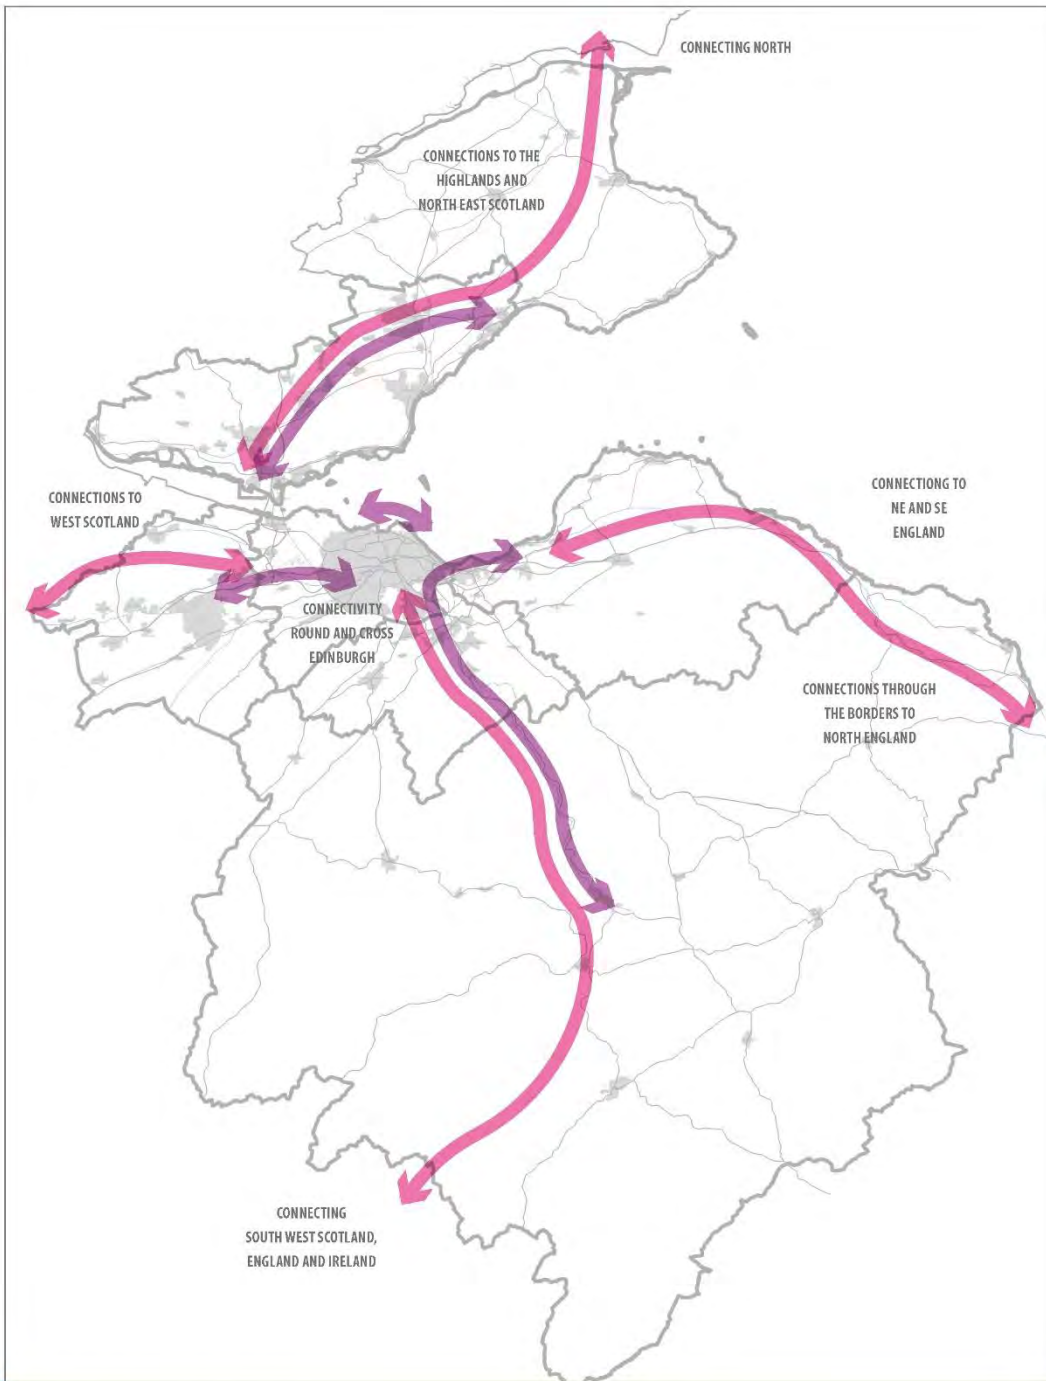 CONNECTING NORTH
CONNECTIONS TO THE
HIGHLANDS AND
NORTH EAST SCOTLAND
CONNECTIONS TO
WEST SCOTLAND
CONNECTIONG TO
NE AND SE
ENGLAND
CONNECTIVITY
ROUND AND CROSS
EDINBURGH
CONNECTIONS THROUGH
THE BORDERS TO
NORTH ENGLAND
CONNECTING
SOUTH WEST SCOTLAND,
ENGLAND AND IRELAND